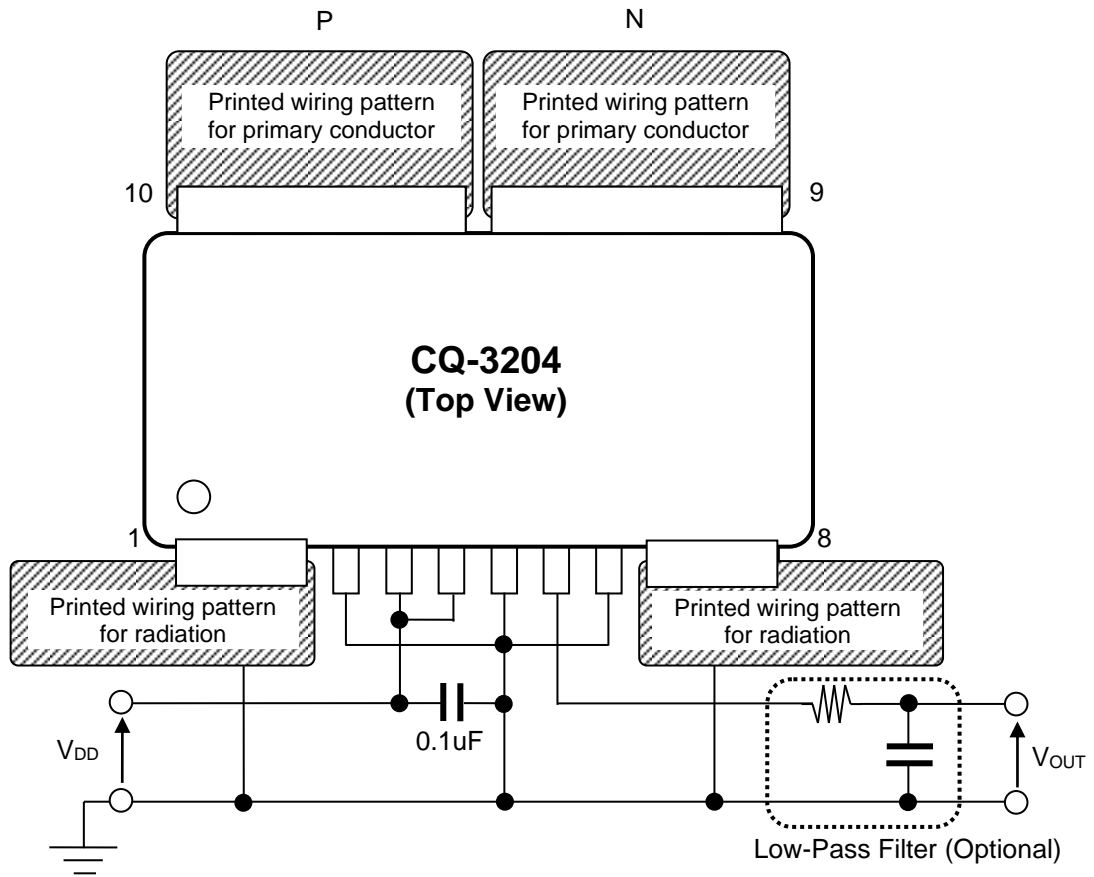 P
N
Printed wiring pattern
for primary conductor
Printed wiring pattern
for primary conductor
10
9
CQ-3204
(Top View)
1
8
Printed wiring pattern
for radiation
Printed wiring pattern
for radiation
0.1uF
VDD
VOUT
Low-Pass Filter (Optional)